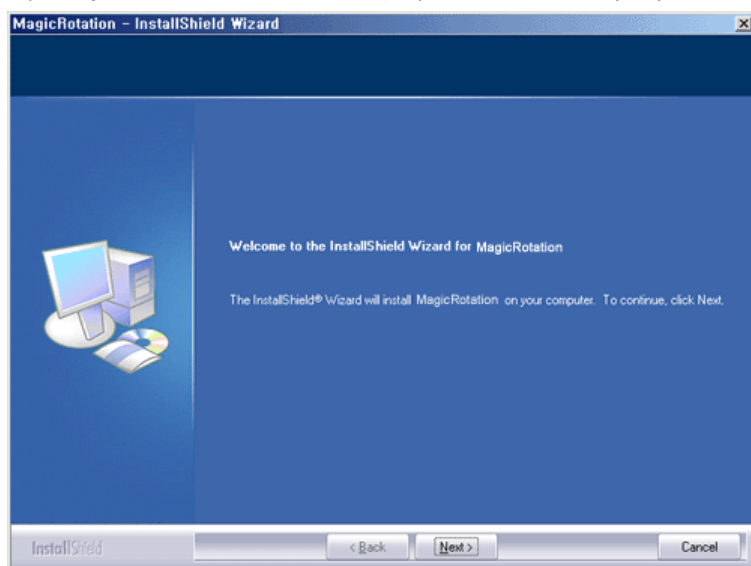 MagicRotation - InstallShield Wizard
Welcome to the InstallShield Wizard for MagicRotation
The InstallShield® Wizard will install MagicRotation on your computer. To continue, click Next.
InstallShield
< Back
Next >
Cancel